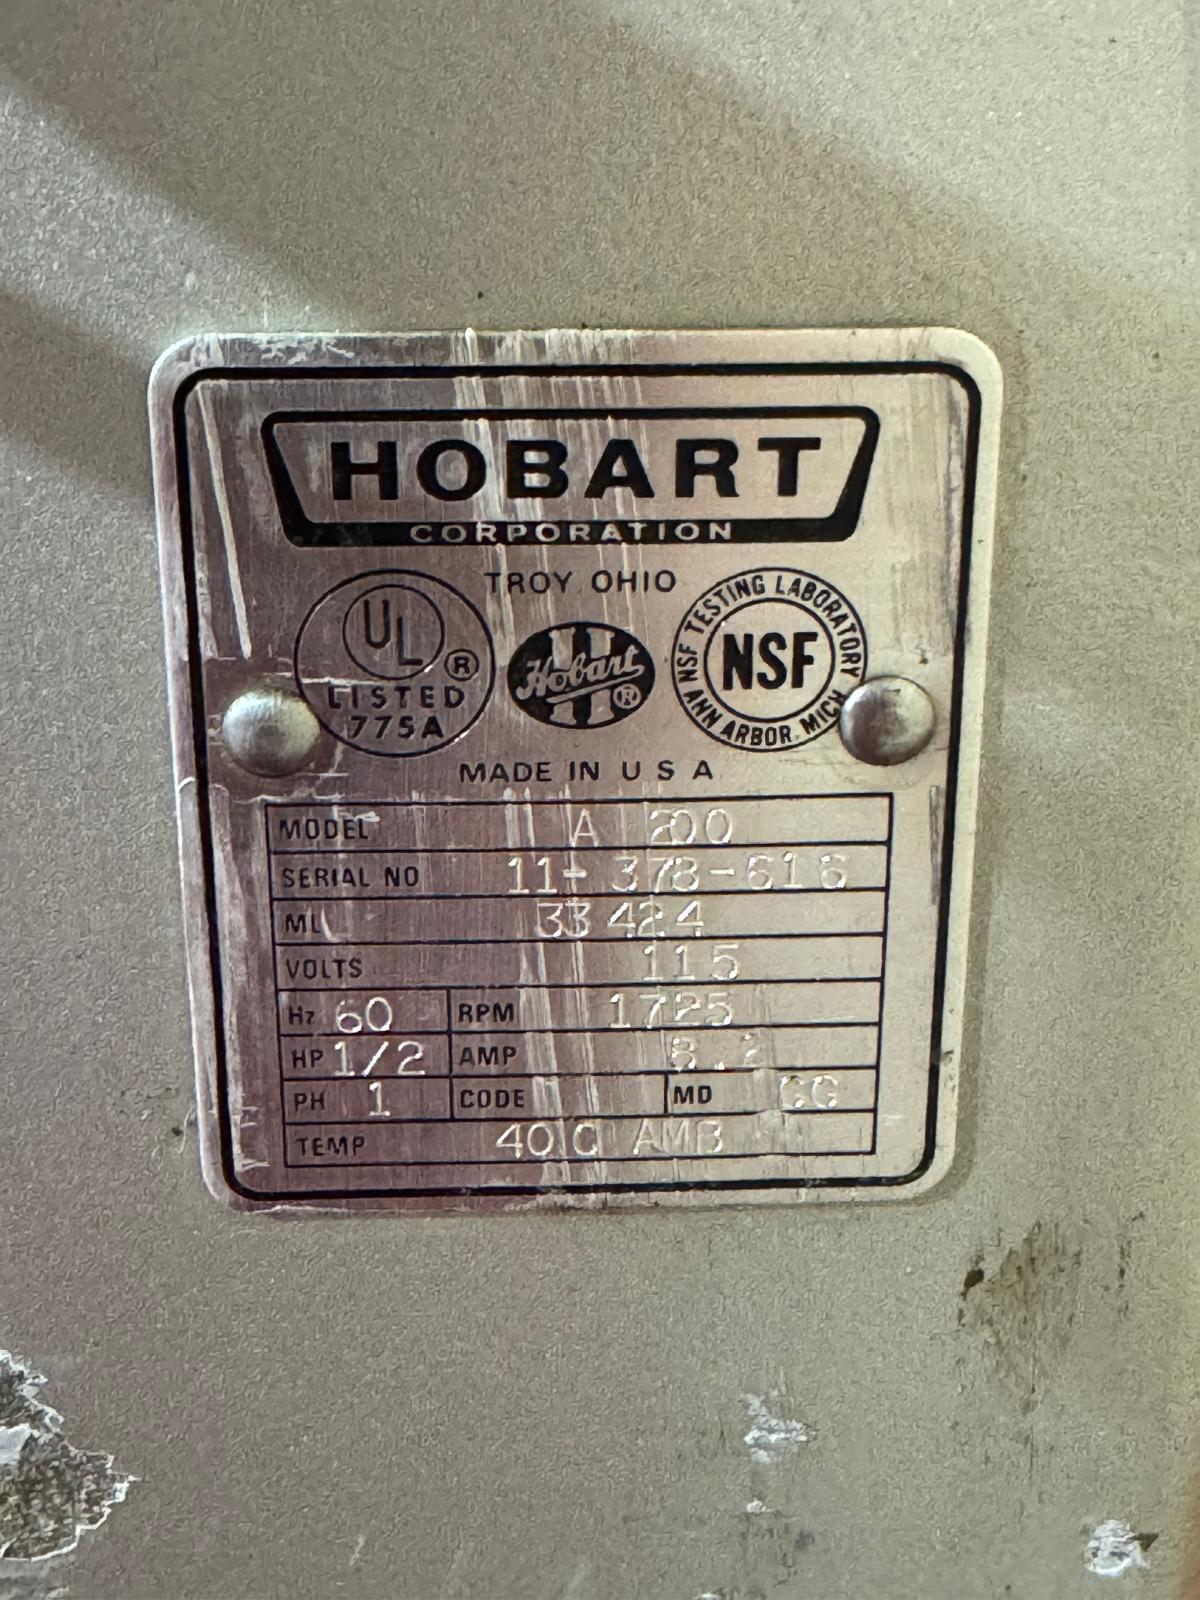 HOBART
CORPORATION
TROY, OHIO
UL ®
LISTED
775A
Hobart ®
NSF TESTING LABORATORY
NSF
ANN ARBOR, MICH
MADE IN U S A
MODEL A 200
SERIAL NO 11-378-616
ML 33424
VOLTS 115
Hz 60 RPM 1725
HP 1/2 AMP 8.2
PH 1 CODE MD
TEMP 40 C AMB